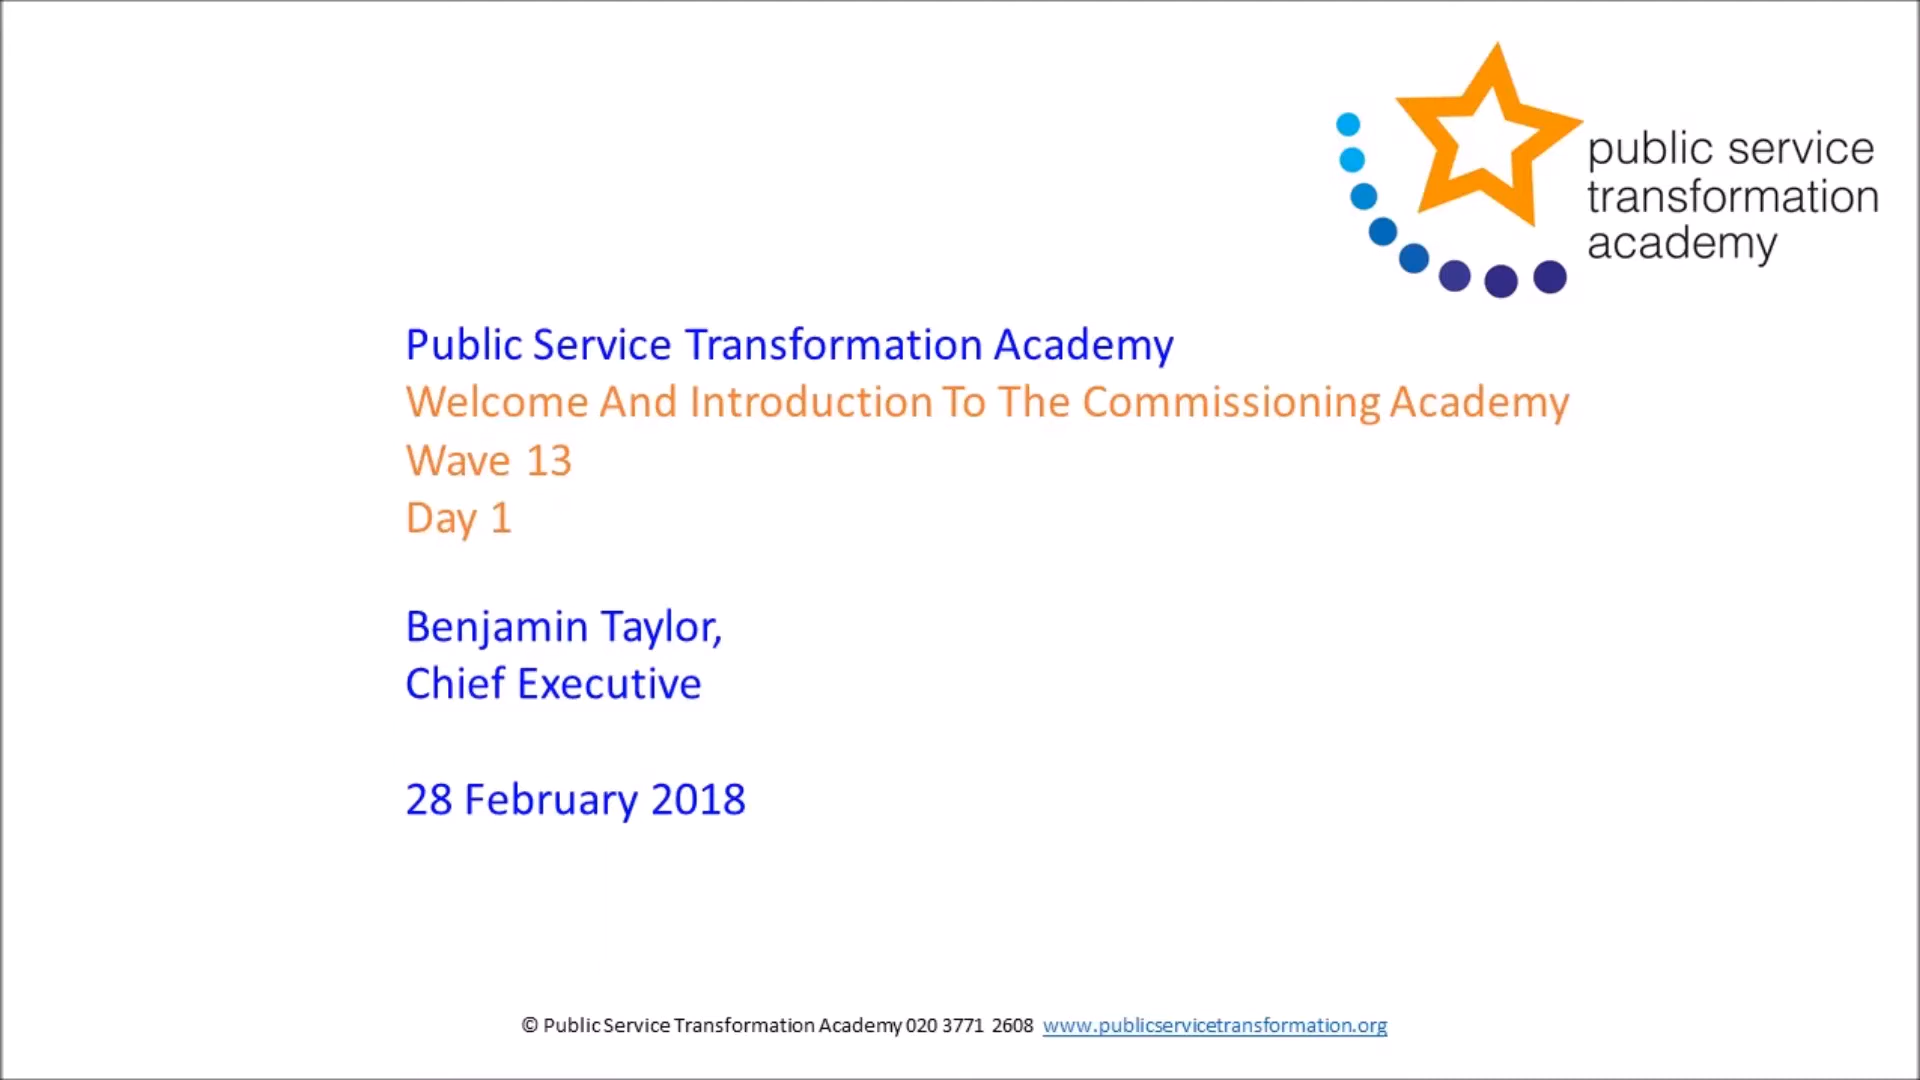 public service
transformation
academy
Public Service Transformation Academy
Welcome And Introduction To The Commissioning Academy
Wave 13
Day 1
Benjamin Taylor,
Chief Executive
28 February 2018
© Public Service Transformation Academy 020 3771 2608 www.publicservicetransformation.org